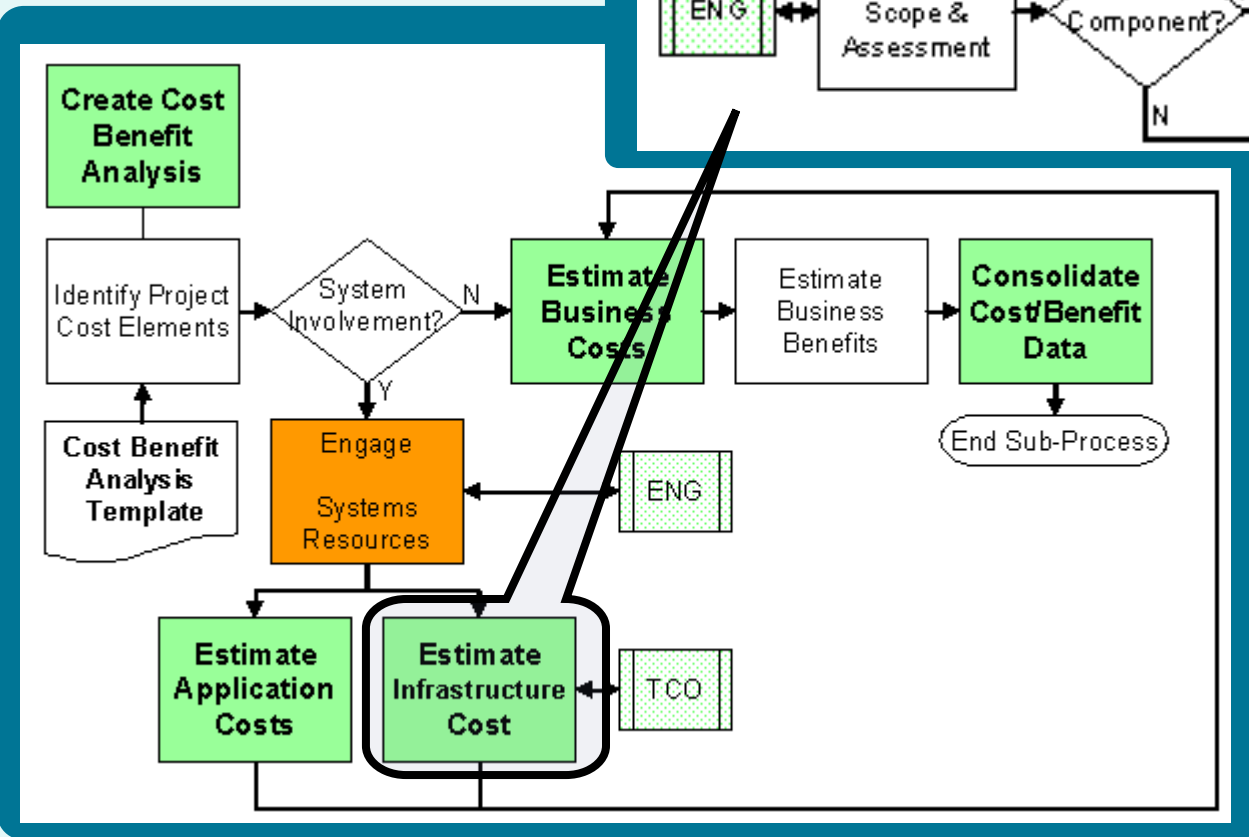 ENG
Scope &
Assessment
Component?
N
Create Cost
Benefit
Analysis
Identify Project
Cost Elements
System
Involvement?
N
Y
Estimate
Business
Costs
Estimate
Business
Benefits
Consolidate
Cost/Benefit
Data
End Sub-Process
Cost Benefit
Analysis
Template
Engage
Systems
Resources
ENG
Estimate
Application
Costs
Estimate
Infrastructure
Cost
TCO